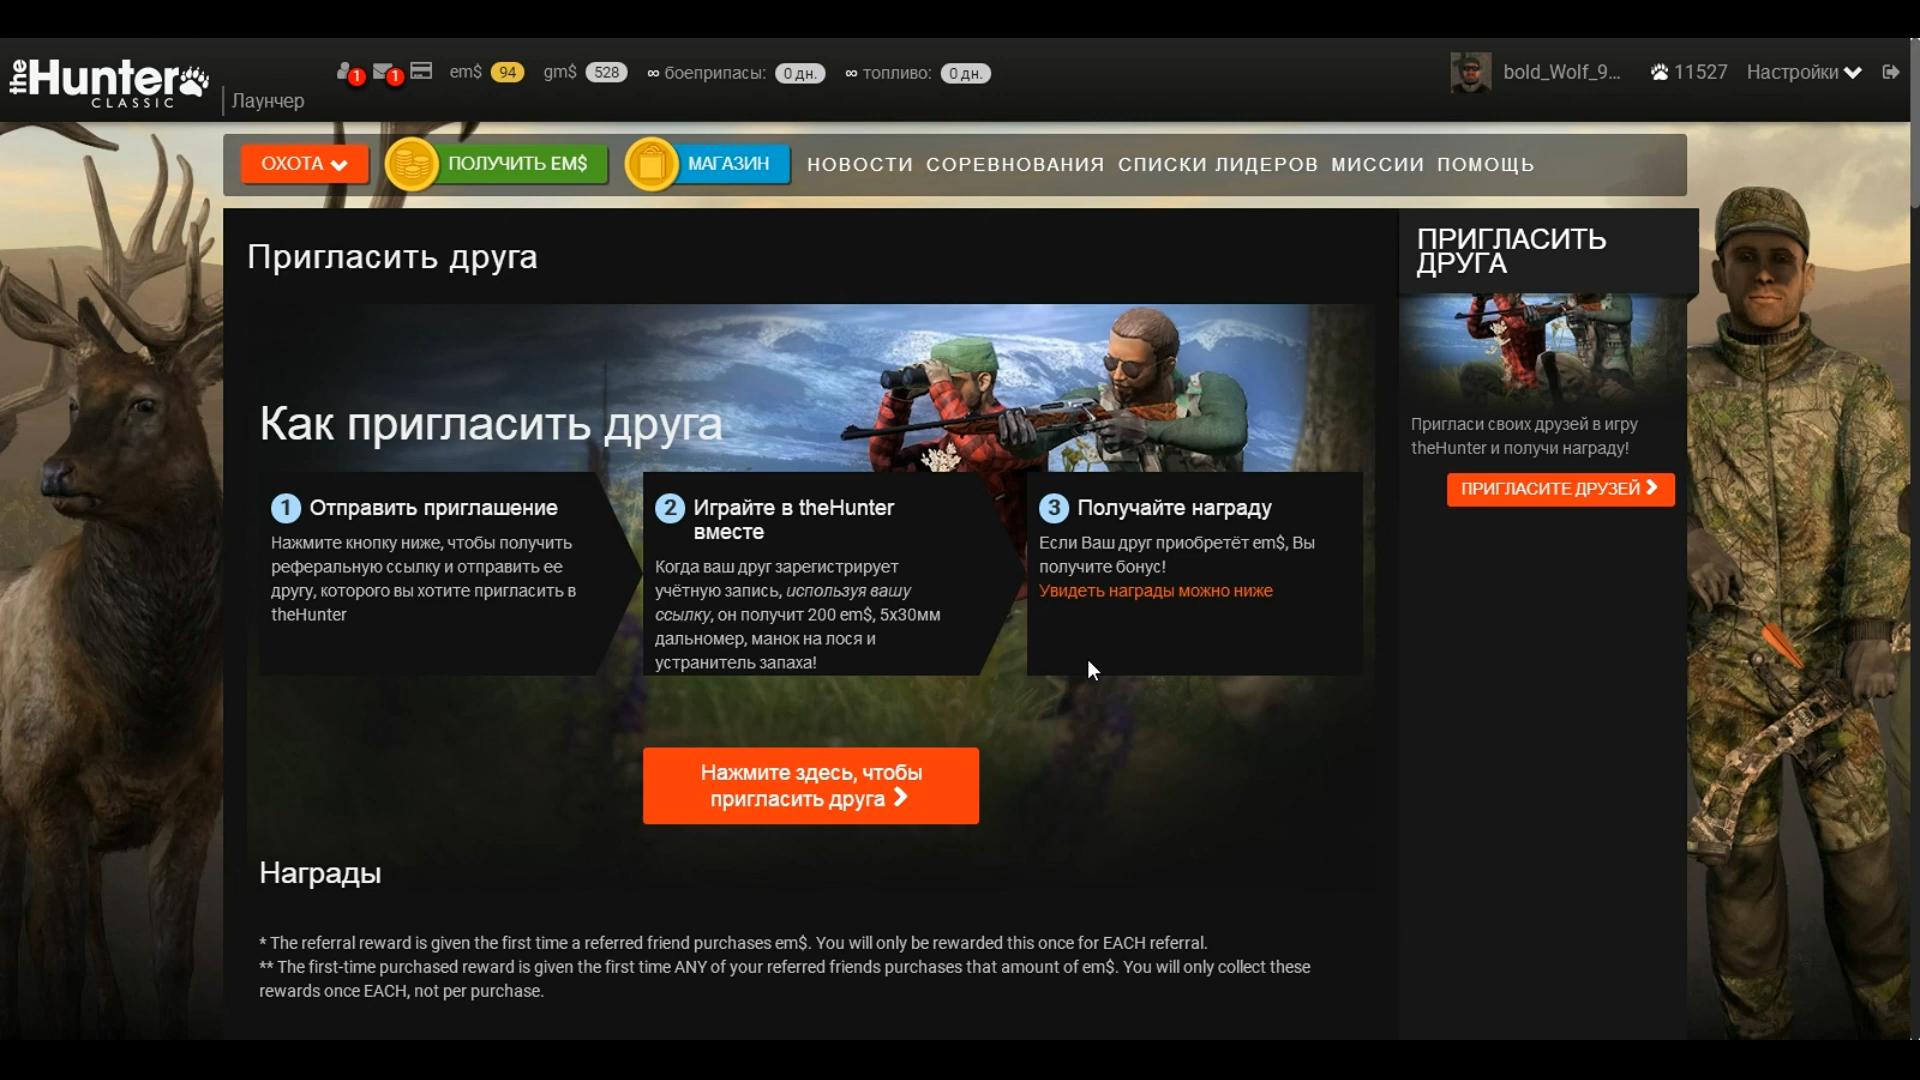 theHunter CLASSIC
Лаунчер
1
1
em$ 94 gm$ 528 ∞ боеприпасы: 0 дн. ∞ топливо: 0 дн.
bold_Wolf_9... 11527 Настройки
ОХОТА ПОЛУЧИТЬ EM$ МАГАЗИН НОВОСТИ СОРЕВНОВАНИЯ СПИСКИ ЛИДЕРОВ МИССИИ ПОМОЩЬ
Пригласить друга
Как пригласить друга
1 Отправить приглашение
Нажмите кнопку ниже, чтобы получить
реферальную ссылку и отправить ее
другу, которого вы хотите пригласить в
theHunter
2 Играйте в theHunter
вместе
Когда ваш друг зарегистрирует
учётную запись, используя вашу
ссылку, он получит 200 em$, 5x30мм
дальномер, манок на лося и
устранитель запаха!
3 Получайте награду
Если Ваш друг приобретёт em$, Вы
получите бонус!
Увидеть награды можно ниже
Нажмите здесь, чтобы
пригласить друга
Награды
* The referral reward is given the first time a referred friend purchases em$. You will only be rewarded this once for EACH referral.
** The first-time purchased reward is given the first time ANY of your referred friends purchases that amount of em$. You will only collect these
rewards once EACH, not per purchase.
ПРИГЛАСИТЬ
ДРУГА
Пригласи своих друзей в игру
theHunter и получи награду!
ПРИГЛАСИТЕ ДРУЗЕЙ